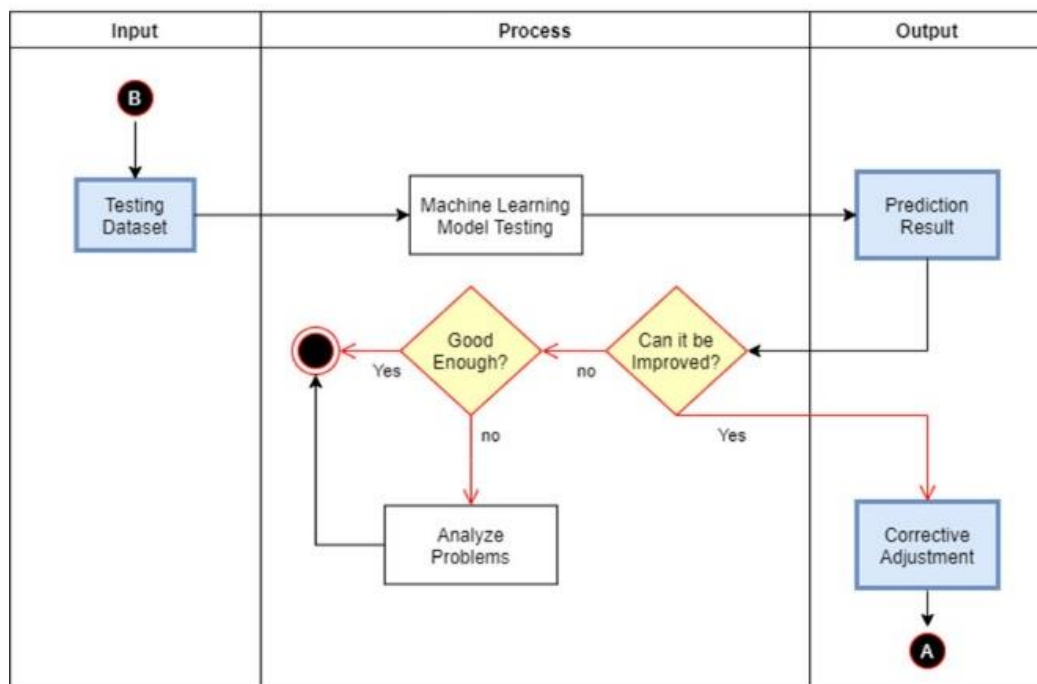 Input
Process
Output
B
Testing
Dataset
Machine Learning
Model Testing
Prediction
Result
Good
Enough?
Can it be
Improved?
Yes
no
no
Yes
Analyze
Problems
Corrective
Adjustment
A